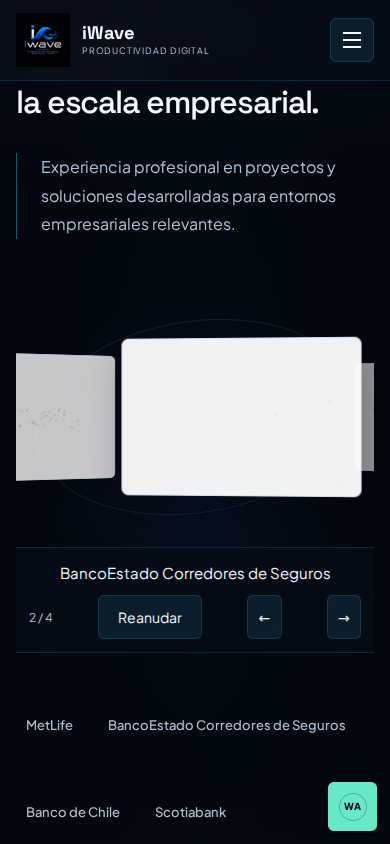 iWave
iWave
PRODUCTIVIDAD DIGITAL
la escala empresarial.
Experiencia profesional en proyectos y
soluciones desarrolladas para entornos
empresariales relevantes.
BancoEstado Corredores de Seguros
2 / 4
Reanudar
←
→
MetLife
BancoEstado Corredores de Seguros
Banco de Chile
Scotiabank
WA